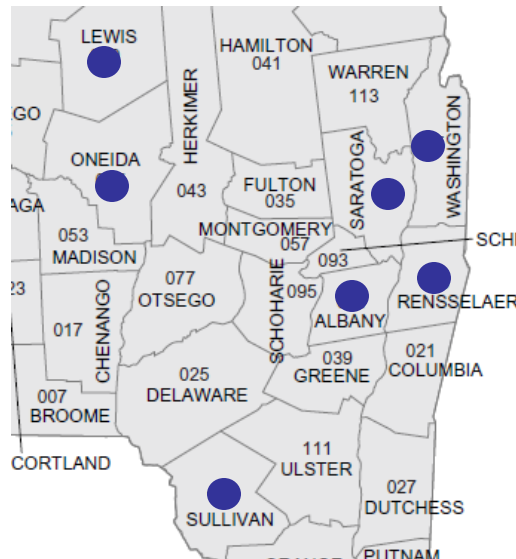 LEWIS
HAMILTON
041
WARREN
113
HERKIMER
043
WASHINGTON
EGO
ONEIDA
SARATOGA
FULTON
035
MONTGOMERY
057
AGA
053
MADISON
093
SCHE
077
OTSEGO
SCHOHARIE
095
ALBANY
RENSSELAER
23
017
CHENANGO
039
GREENE
021
COLUMBIA
025
DELAWARE
007
BROOME
111
ULSTER
CORTLAND
027
DUTCHESS
SULLIVAN
PUTNAM